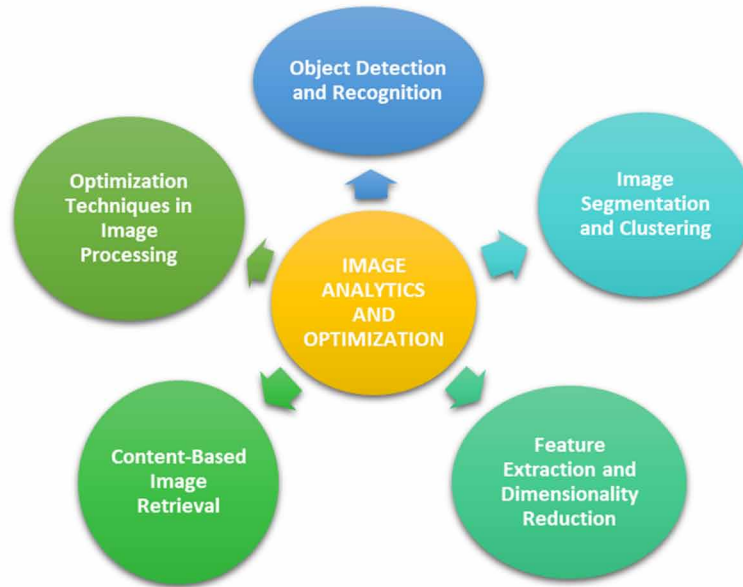 Object Detection
and Recognition
Optimization
Techniques in
Image
Processing
Image
Segmentation
and Clustering
IMAGE
ANALYTICS
AND
OPTIMIZATION
Content-Based
Image
Retrieval
Feature
Extraction and
Dimensionality
Reduction